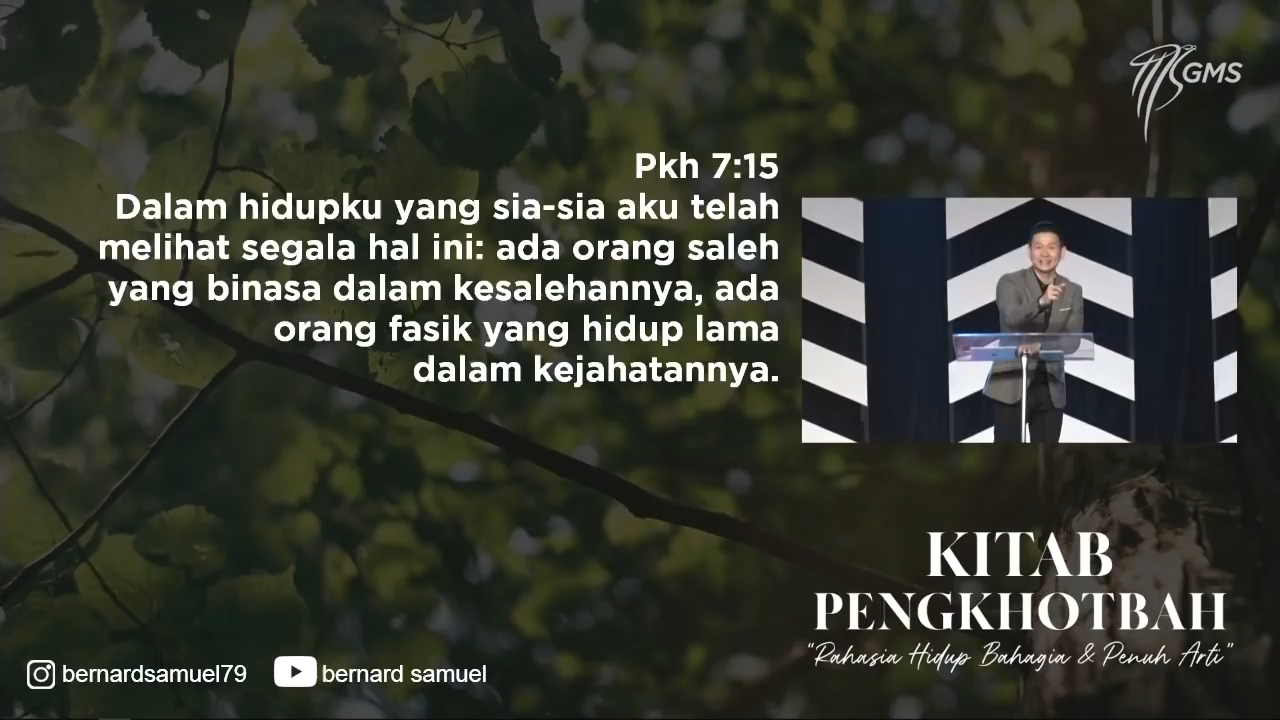 GMS
Pkh 7:15
Dalam hidupku yang sia-sia aku telah
melihat segala hal ini: ada orang saleh
yang binasa dalam kesalehannya, ada
orang fasik yang hidup lama
dalam kejahatannya.
KITAB
PENGKHOTBAH
“Rahasia Hidup Bahagia & Penuh Arti”
bernardsamuel79
bernard samuel